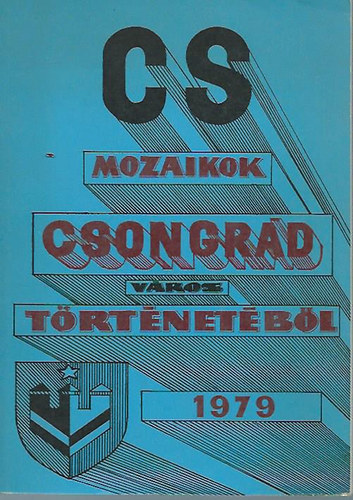 CS
MOZAIKOK
CSONGRÁD
VÁROS
TÖRTÉNETÉBŐL
1979